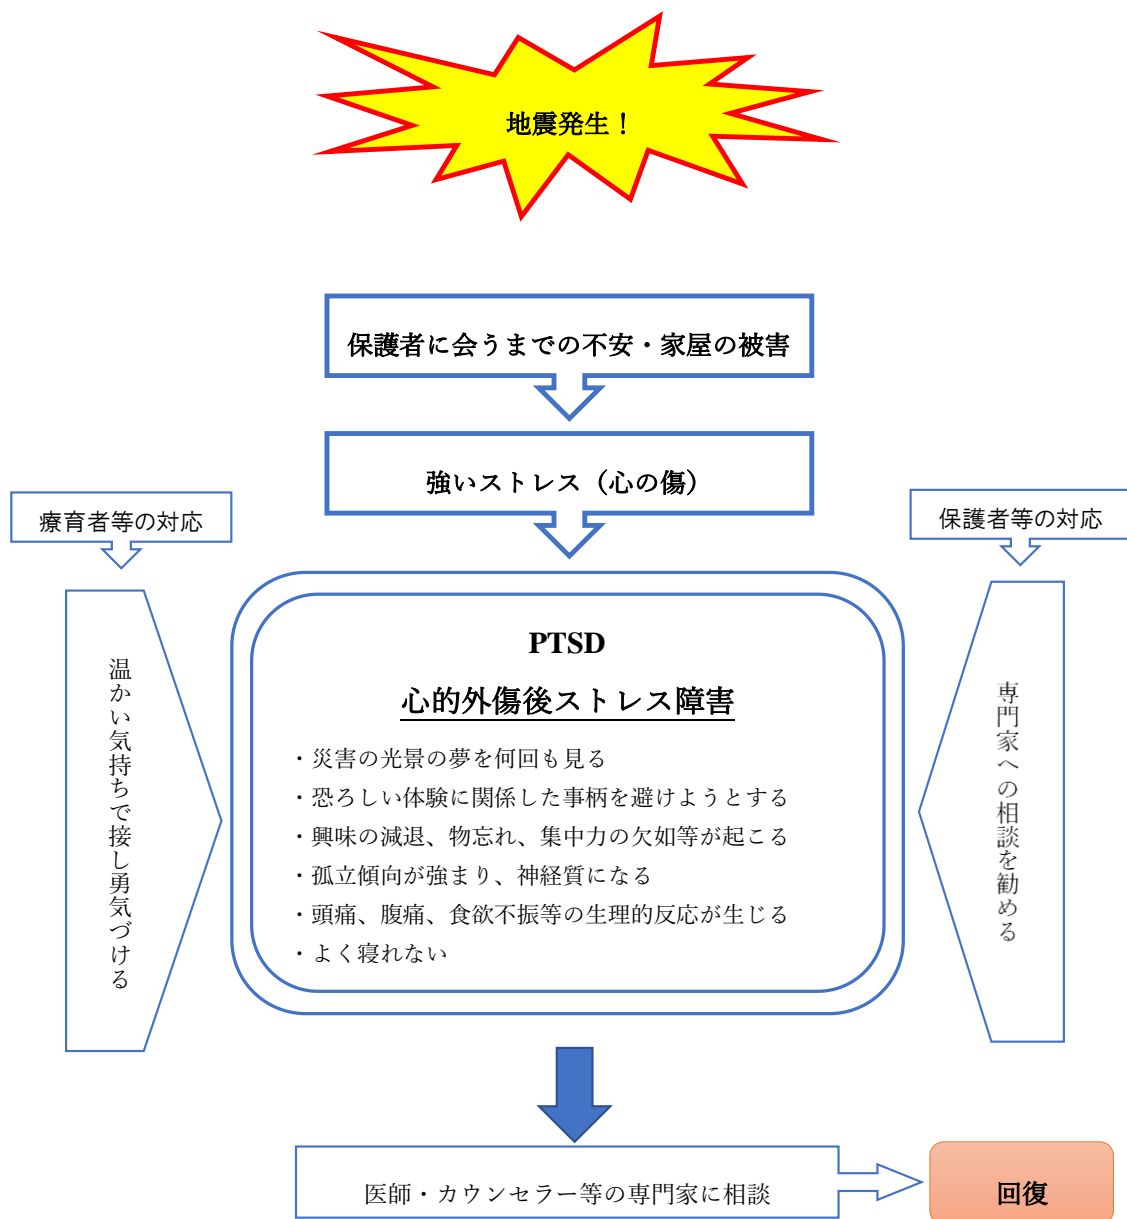 地震発生！
保護者に会うまでの不安・家屋の被害
強いストレス（心の傷）
療育者等の対応
保護者等の対応
温かい気持ちで接し勇気づける
PTSD
心的外傷後ストレス障害
・災害の光景の夢を何回も見る
・恐ろしい体験に関係した事柄を避けようとする
・興味の減退、物忘れ、集中力の欠如等が起こる
・孤立傾向が強まり、神経質になる
・頭痛、腹痛、食欲不振等の生理的反応が生じる
・よく寝れない
専門家への相談を勧める
医師・カウンセラー等の専門家に相談
回復